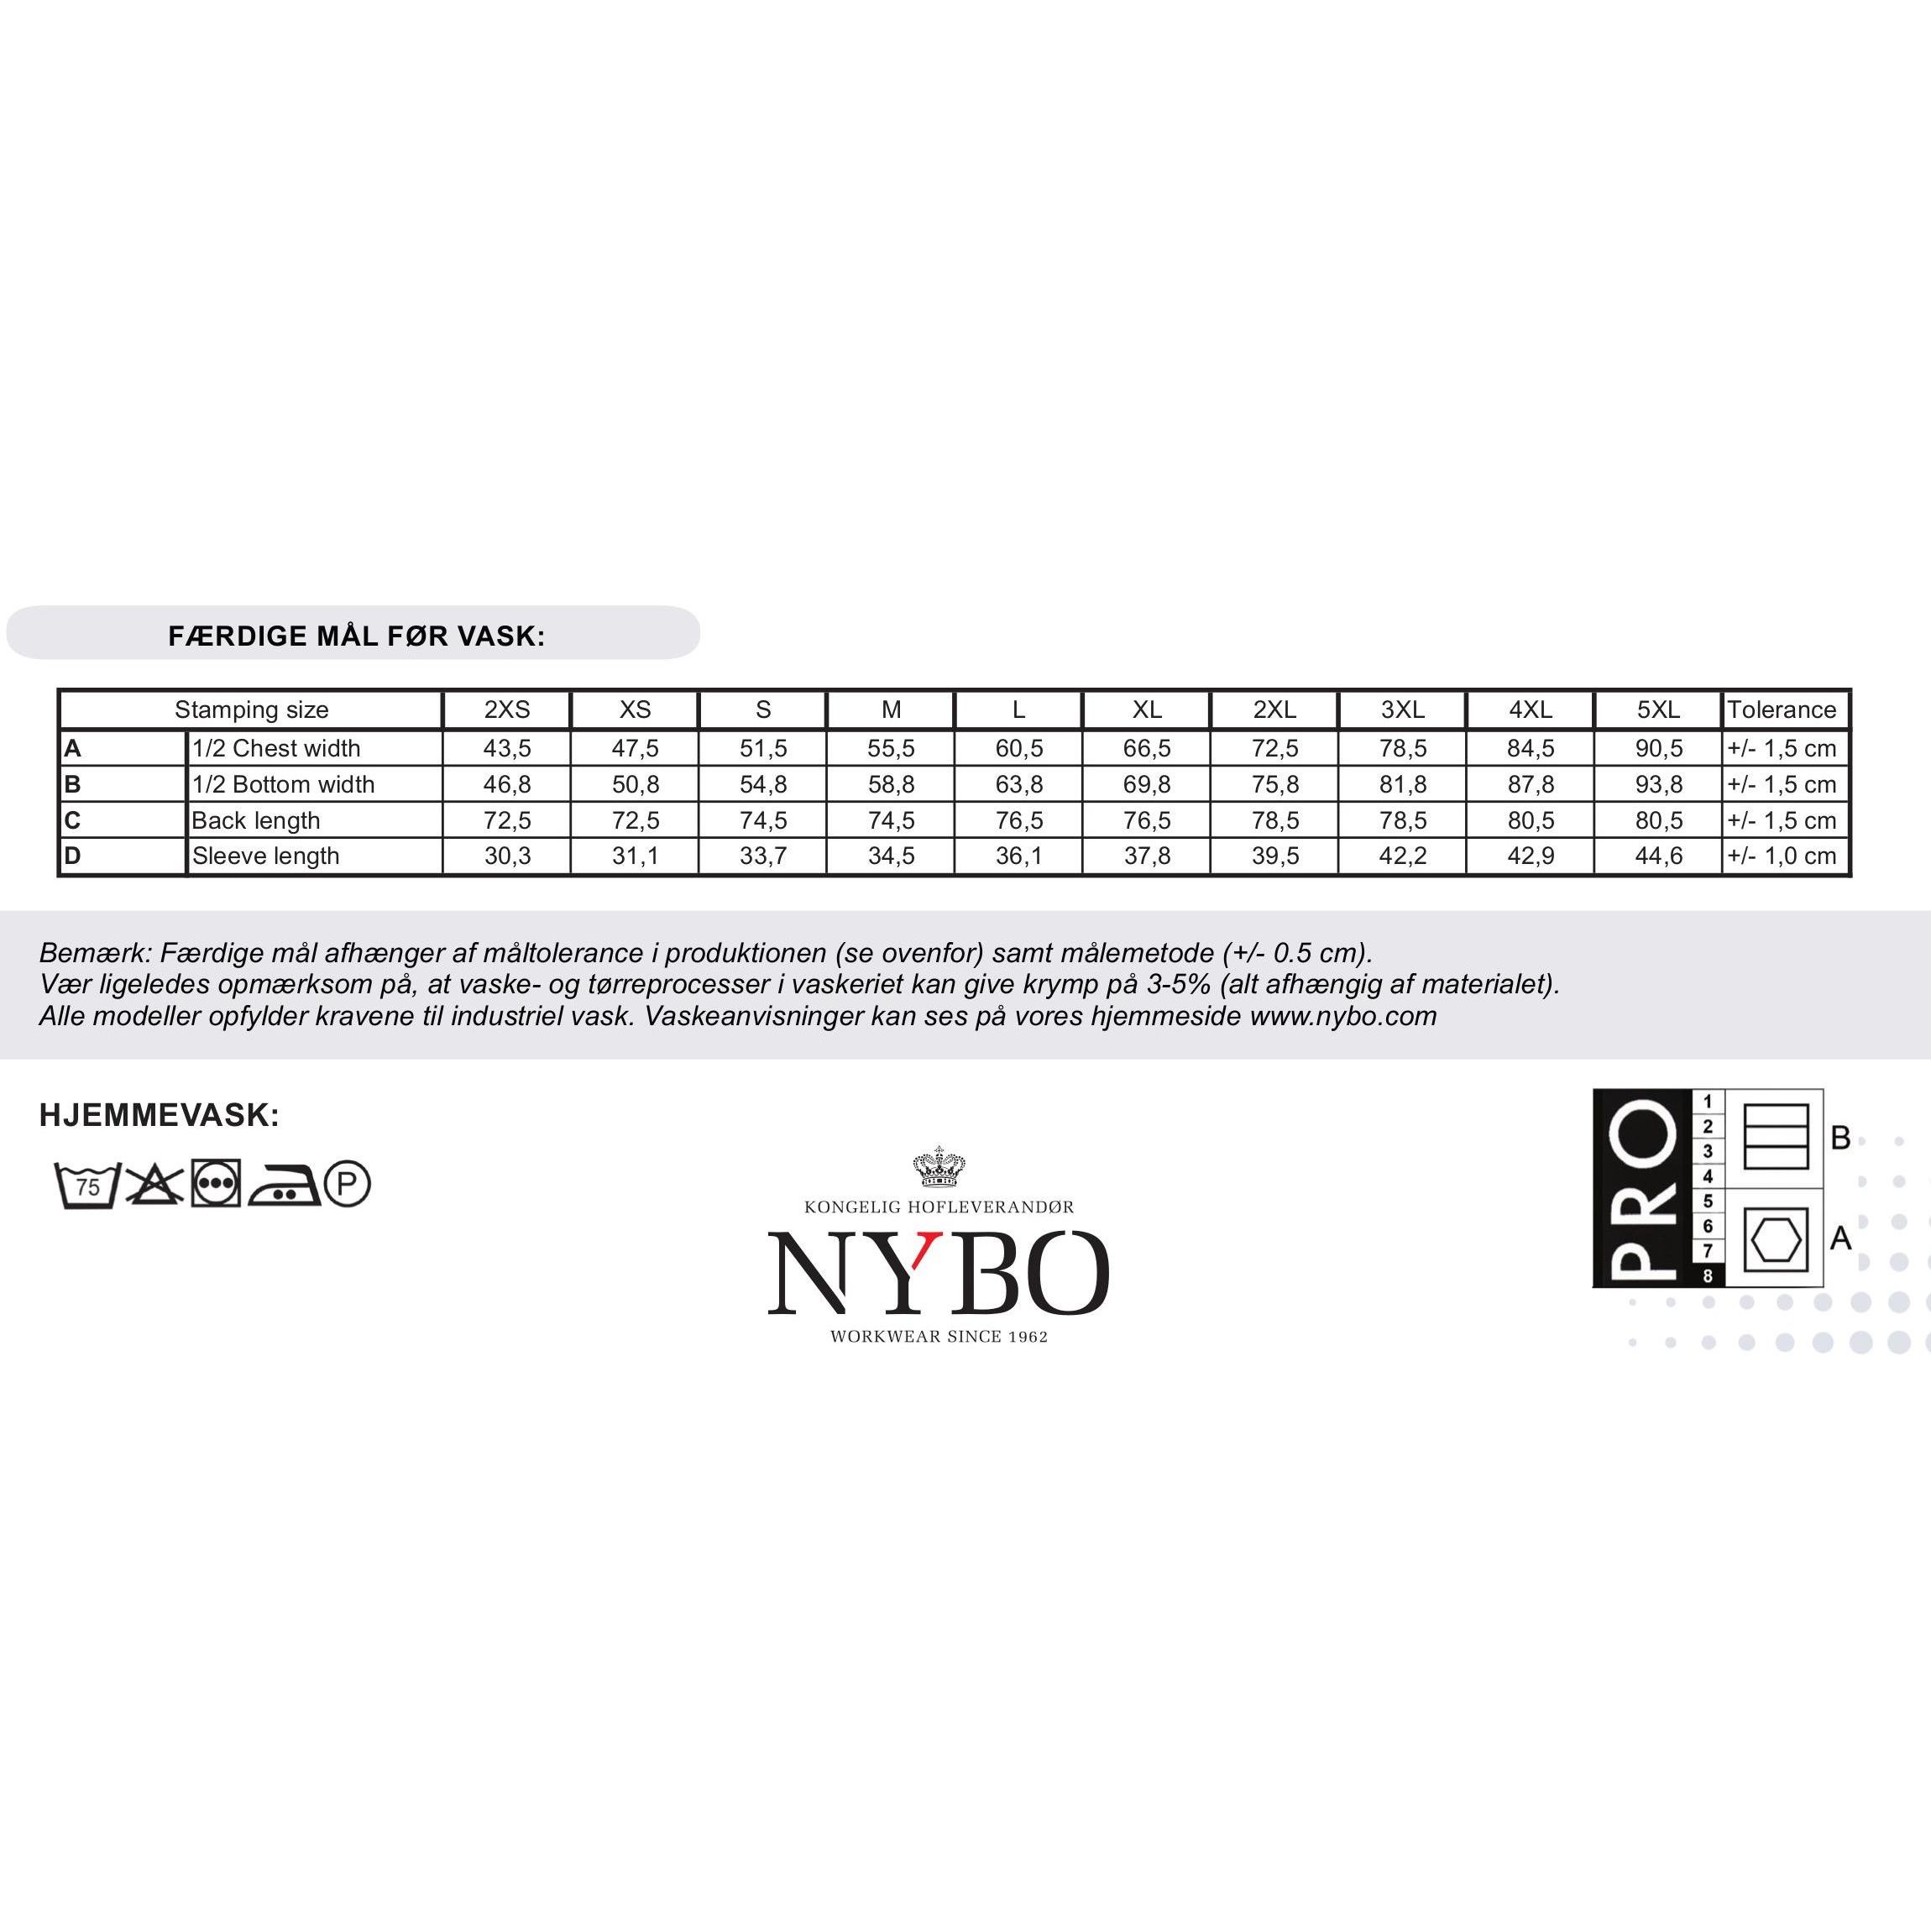 FÆRDIGE MÅL FØR VASK:
Stamping size 2XS XS S M L XL 2XL 3XL 4XL 5XL Tolerance
A 1/2 Chest width 43,5 47,5 51,5 55,5 60,5 66,5 72,5 78,5 84,5 90,5 +/- 1,5 cm
B 1/2 Bottom width 46,8 50,8 54,8 58,8 63,8 69,8 75,8 81,8 87,8 93,8 +/- 1,5 cm
C Back length 72,5 72,5 74,5 74,5 76,5 76,5 78,5 78,5 80,5 80,5 +/- 1,5 cm
D Sleeve length 30,3 31,1 33,7 34,5 36,1 37,8 39,5 42,2 42,9 44,6 +/- 1,0 cm
Bemærk: Færdige mål afhænger af måltolerance i produktionen (se ovenfor) samt målemetode (+/- 0.5 cm).
Vær ligeledes opmærksom på, at vaske- og tørreprocesser i vaskeriet kan give krymp på 3-5% (alt afhængig af materialet).
Alle modeller opfylder kravene til industriel vask. Vaskeanvisninger kan ses på vores hjemmeside www.nybo.com
HJEMMEVASK:
75 P
KONGELIG HOFLEVERANDØR
NYBO
WORKWEAR SINCE 1962
PRO
1
2
3
4
5
6
7
8
B
A